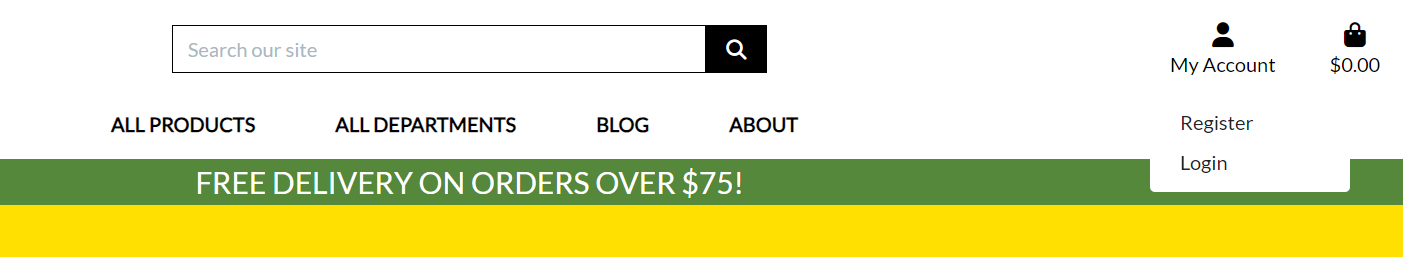 Search our site
My Account
$0.00
ALL PRODUCTS ALL DEPARTMENTS BLOG ABOUT
Register
Login
FREE DELIVERY ON ORDERS OVER $75!